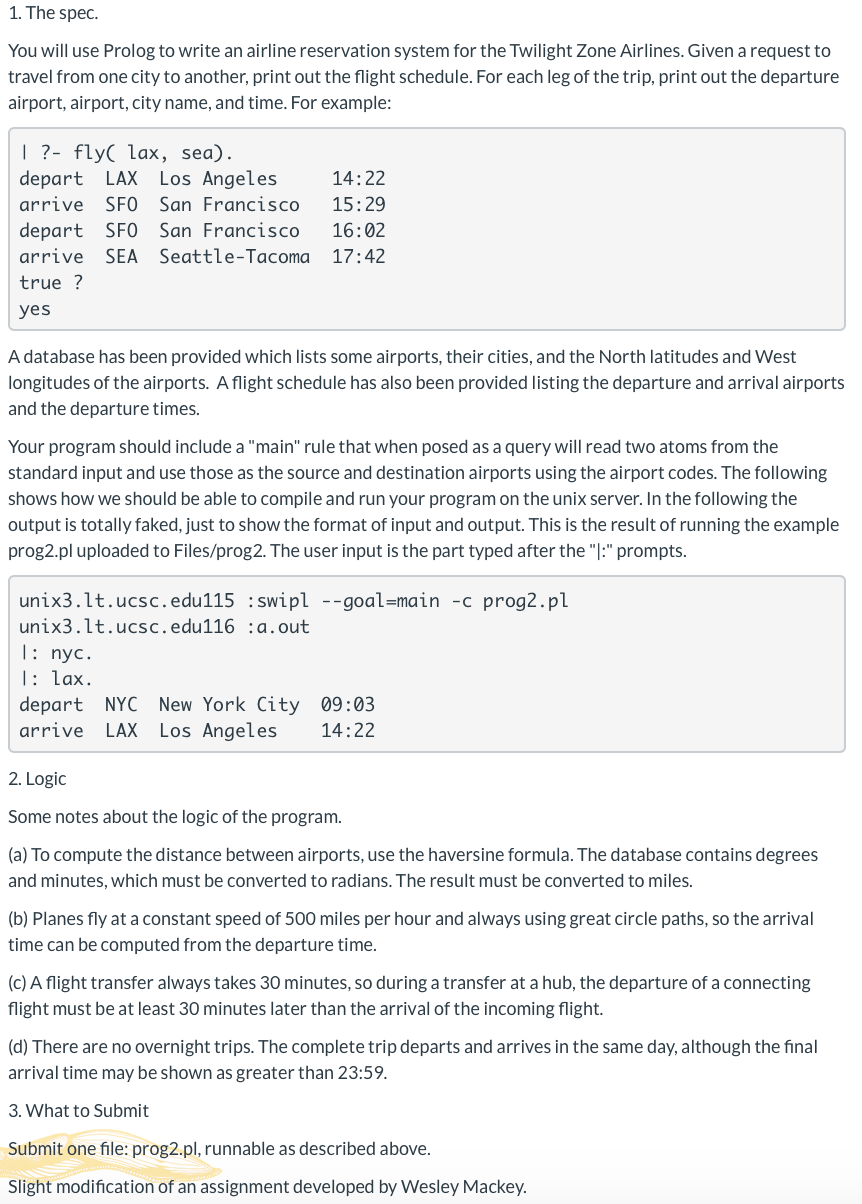 1. The spec.
You will use Prolog to write an airline reservation system for the Twilight Zone Airlines. Given a request to
travel from one city to another, print out the flight schedule. For each leg of the trip, print out the departure
airport, airport, city name, and time. For example:
| ?- fly( lax, sea).
depart  LAX  Los Angeles     14:22
arrive  SFO  San Francisco   15:29
depart  SFO  San Francisco   16:02
arrive  SEA  Seattle-Tacoma  17:42
true ?
yes
A database has been provided which lists some airports, their cities, and the North latitudes and West
longitudes of the airports.  A flight schedule has also been provided listing the departure and arrival airports
and the departure times.
Your program should include a "main" rule that when posed as a query will read two atoms from the
standard input and use those as the source and destination airports using the airport codes. The following
shows how we should be able to compile and run your program on the unix server. In the following the
output is totally faked, just to show the format of input and output. This is the result of running the example
prog2.pl uploaded to Files/prog2. The user input is the part typed after the "|:" prompts.
unix3.lt.ucsc.edu115 :swipl --goal=main -c prog2.pl
unix3.lt.ucsc.edu116 :a.out
|: nyc.
|: lax.
depart  NYC  New York City  09:03
arrive  LAX  Los Angeles    14:22
2. Logic
Some notes about the logic of the program.
(a) To compute the distance between airports, use the haversine formula. The database contains degrees
and minutes, which must be converted to radians. The result must be converted to miles.
(b) Planes fly at a constant speed of 500 miles per hour and always using great circle paths, so the arrival
time can be computed from the departure time.
(c) A flight transfer always takes 30 minutes, so during a transfer at a hub, the departure of a connecting
flight must be at least 30 minutes later than the arrival of the incoming flight.
(d) There are no overnight trips. The complete trip departs and arrives in the same day, although the final
arrival time may be shown as greater than 23:59.
3. What to Submit
Submit one file: prog2.pl, runnable as described above.
Slight modification of an assignment developed by Wesley Mackey.